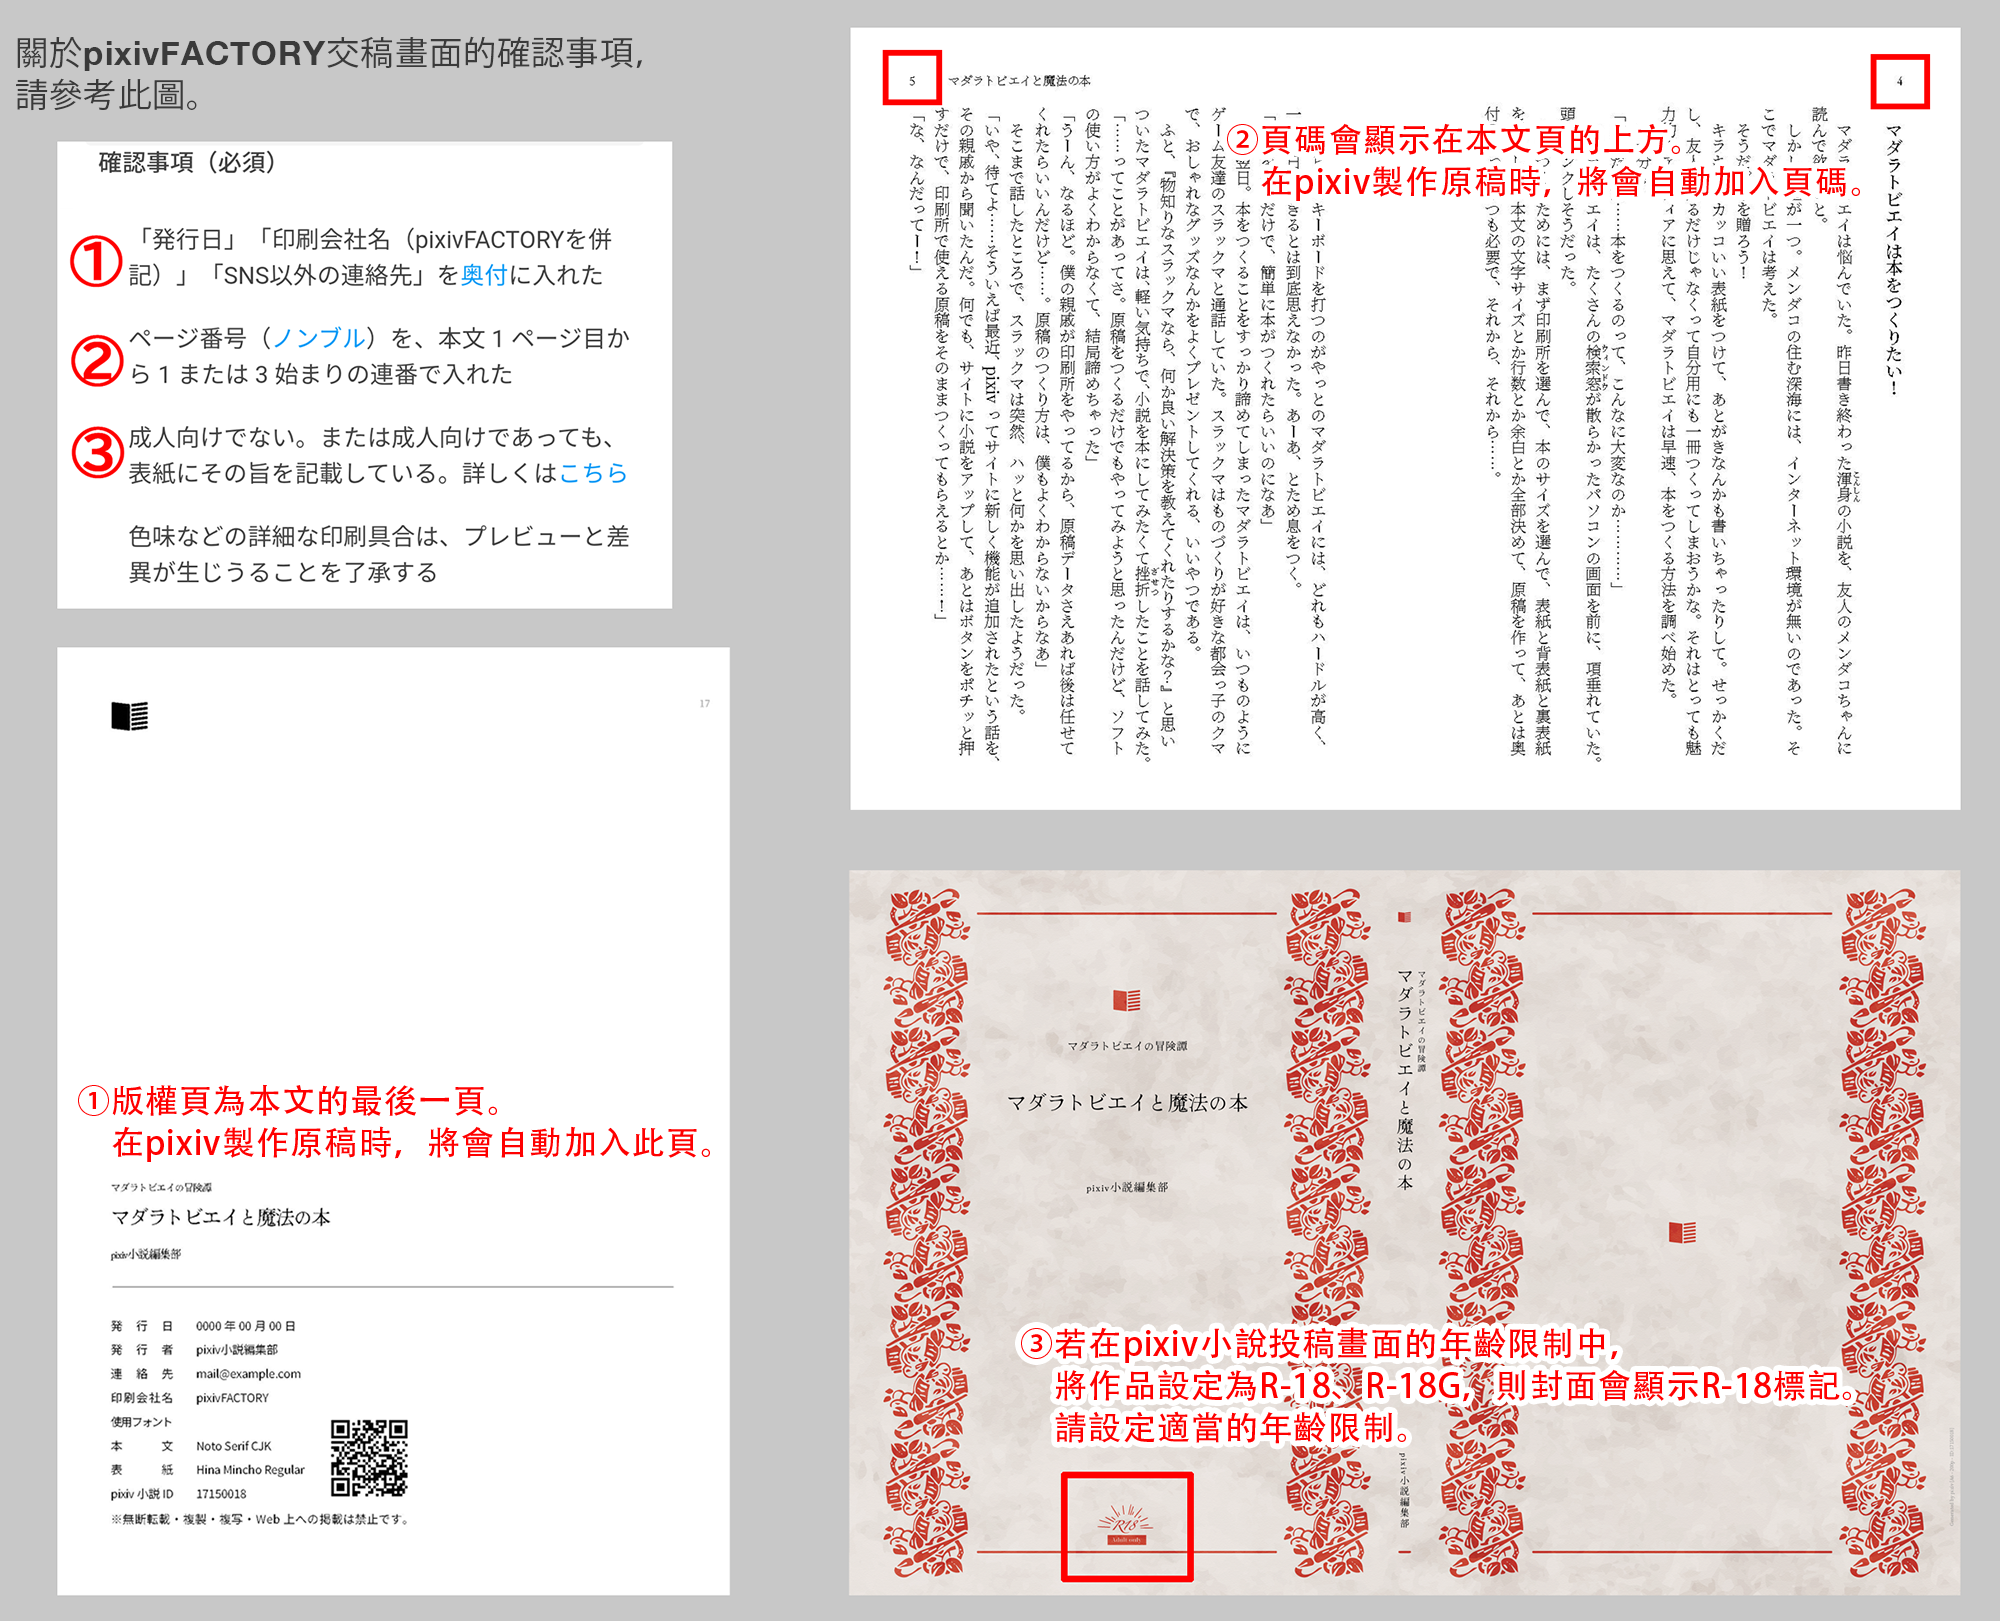 關於pixivFACTORY交稿畫面的確認事項，
請參考此圖。
確認事項（必須）
①
「発行日」「印刷会社名（pixivFACTORYを併
記）」「SNS以外の連絡先」を奥付に入れた
②
ページ番号（ノンブル）を、本文１ページ目か
ら１または３始まりの連番で入れた
③
成人向けでない。または成人向けであっても、
表紙にその旨を記載している。詳しくはこちら
色味などの詳細な印刷具合は、プレビューと差
異が生じうることを了承する
17
①版權頁為本文的最後一頁。
在pixiv製作原稿時，將會自動加入此頁。
マダラトビエイの冒険譚
マダラトビエイと魔法の本
pixiv小説編集部
発行日 0000 年 00 月 00 日
発行者 pixiv小説編集部
連絡先 mail@example.com
印刷会社名 pixivFACTORY
使用フォント
本文 Noto Serif CJK
表紙 Hina Mincho Regular
pixiv 小説 ID 17150018
※無断転載・複製・複写・Web 上への掲載は禁止です。
4
マダラトビエイは本をつくりたい！
マダラ
エイは悩んでいた。昨日書き終わった渾身の小説を、友人のメンダコちゃんに
こんしん
読んで
と。
しか
が一つ。メンダコの住む深海には、インターネット環境が無いのであった。そ
こでマダ
ビエイは考えた。
そうだ
を贈ろう！
キラ
カッコいい表紙をつけて、あとがきなんかも書いちゃったりして。せっかくだ
し、友
るだけじゃなくって自分用にも一冊つくってしまおうかな。それはとっても魅
力
ィアに思えて、マダラトビエイは早速、本をつくる方法を調べ始めた。
「
……本をつくるのって、こんなに大変なのか…………」
エイは、たくさんの検索窓が散らかったパソコンの画面を前に、項垂れていた。
ウィンドウ
頭
ンクしそうだった。
つ
ためには、まず印刷所を選んで、本のサイズを選んで、表紙と背表紙と裏表紙
を
本文の文字サイズとか行数とか余白とか全部決めて、原稿を作って、あとは奥
付
つも必要で、それから、それから……。
5
マダラトビエイと魔法の本
キーボードを打つのがやっとのマダラトビエイには、どれもハードルが高く、
一
日
きるとは到底思えなかった。あーあ、とため息をつく。
「
だけで、簡単に本がつくれたらいいのになあ」
翌日。本をつくることをすっかり諦めてしまったマダラトビエイは、いつものように
ゲーム友達のスラックマと通話していた。スラックマはものづくりが好きな都会っ子のクマ
で、おしゃれなグッズなんかをよくプレゼントしてくれる、いいやつである。
ふと、『物知りなスラックマなら、何か良い解決策を教えてくれたりするかな？』と思い
ついたマダラトビエイは、軽い気持ちで、小説を本にしてみたくて挫折したことを話してみた。
ざせつ
「……ってことがあってさ。原稿をつくるだけでもやってみようと思ったんだけど、ソフト
の使い方がよくわからなくて、結局諦めちゃった」
「うーん、なるほど。僕の親戚が印刷所をやってるから、原稿データさえあれば後は任せて
くれたらいいんだけど……。原稿のつくり方は、僕もよくわからないからなあ」
そこまで話したところで、スラックマは突然、ハッと何かを思い出したようだった。
「いや、待てよ……そういえば最近、pixiv ってサイトに新しく機能が追加されたという話を、
その親戚から聞いたんだ。何でも、サイトに小説をアップして、あとはボタンをポチッと押
すだけで、印刷所で使える原稿をそのままつくってもらえるとか……！」
「な、なんだってー！」
②頁碼會顯示在本文頁的上方。
在pixiv製作原稿時，將會自動加入頁碼。
マダラトビエイの冒険譚
マダラトビエイと魔法の本
pixiv小説編集部
マダラトビエイの冒険譚
マダラトビエイと魔法の本
pixiv小説編集部
③若在pixiv小說投稿畫面的年齡限制中，
將作品設定為R-18、R-18G，則封面會顯示R-18標記。
請設定適當的年齡限制。
R18
Adult only